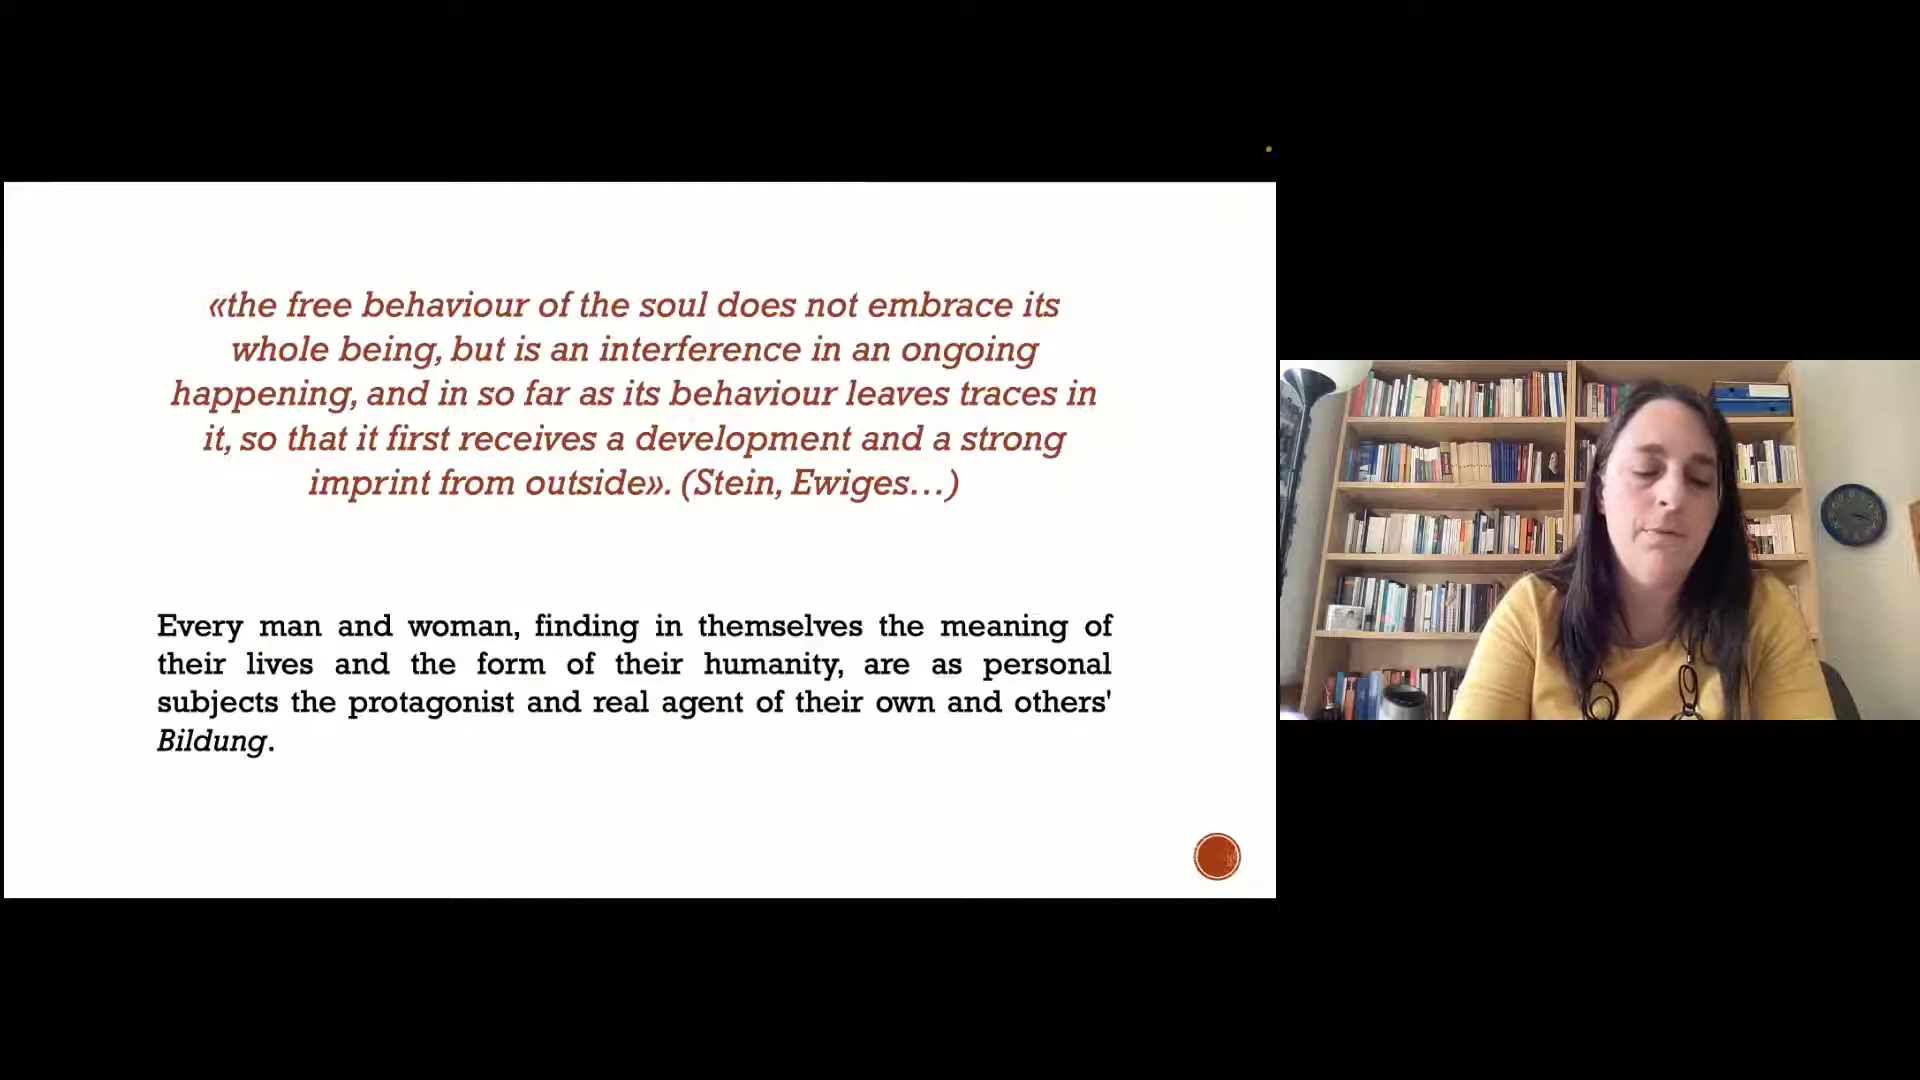 «the free behaviour of the soul does not embrace its
whole being, but is an interference in an ongoing
happening, and in so far as its behaviour leaves traces in
it, so that it first receives a development and a strong
imprint from outside». (Stein, Ewiges...)
Every man and woman, finding in themselves the meaning of
their lives and the form of their humanity, are as personal
subjects the protagonist and real agent of their own and others'
Bildung.